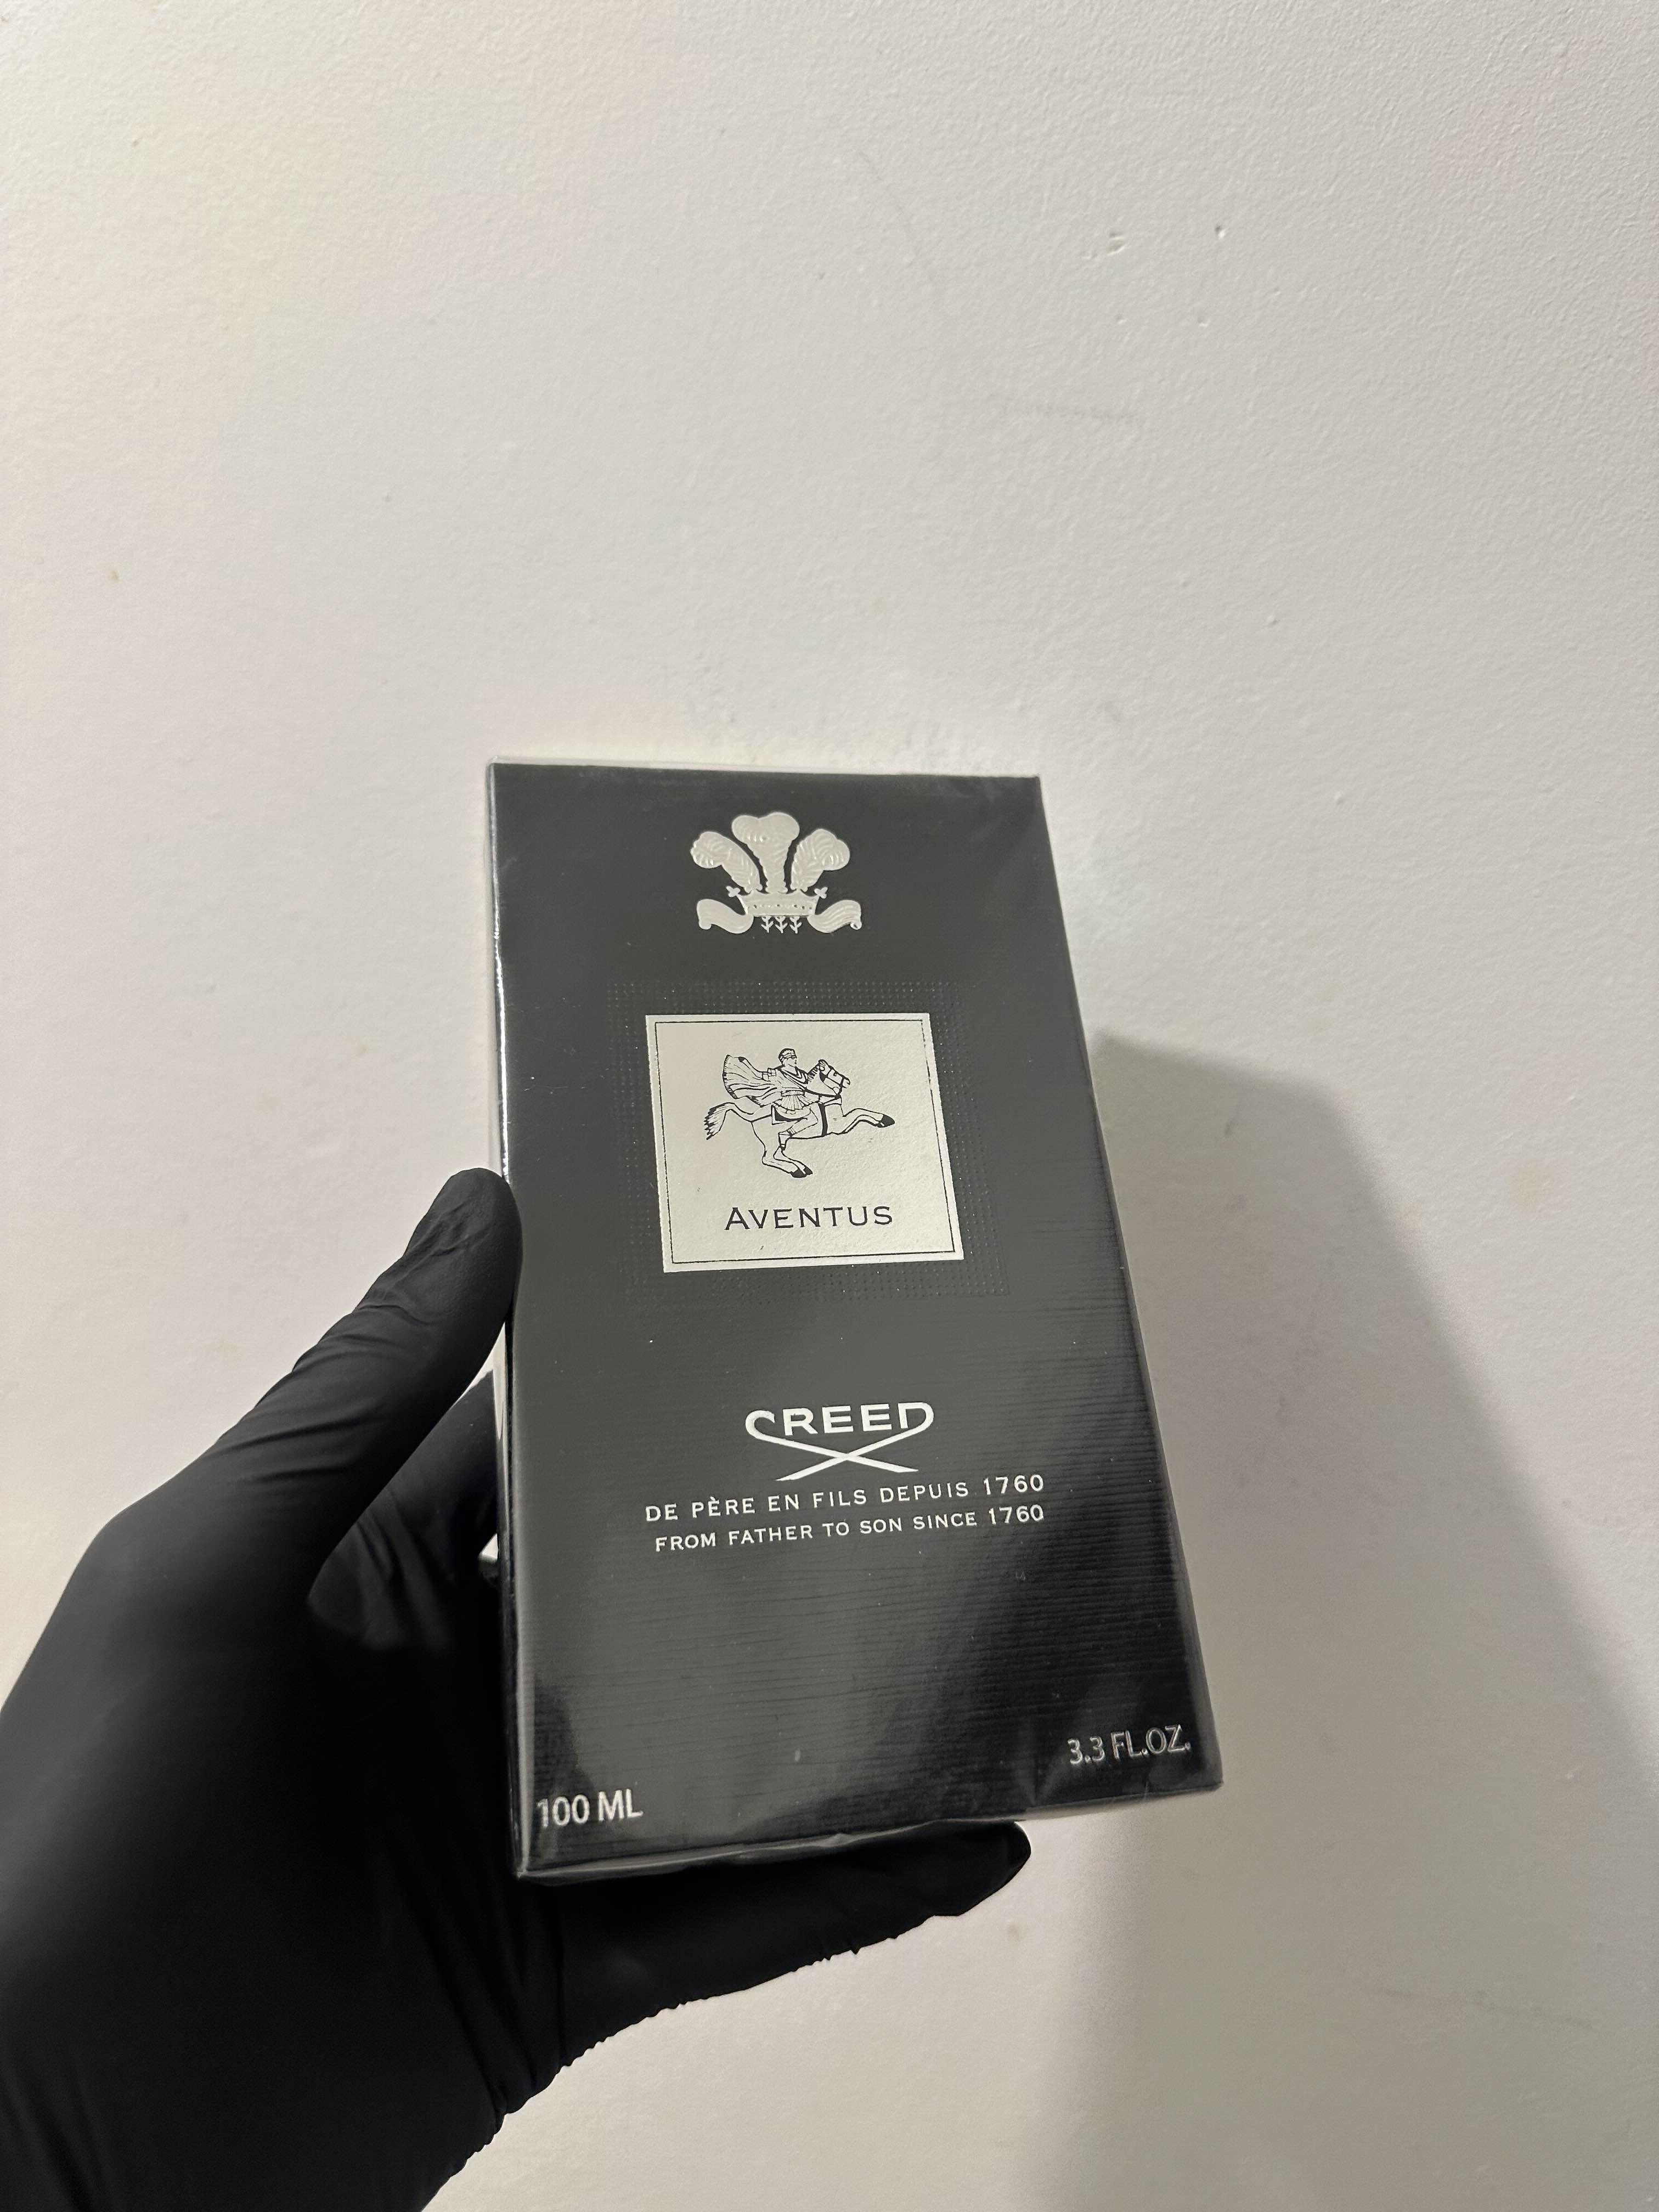 AVENTUS
CREED
DE PÈRE EN FILS DEPUIS 1760
FROM FATHER TO SON SINCE 1760
100 ML
3.3 FL.OZ.